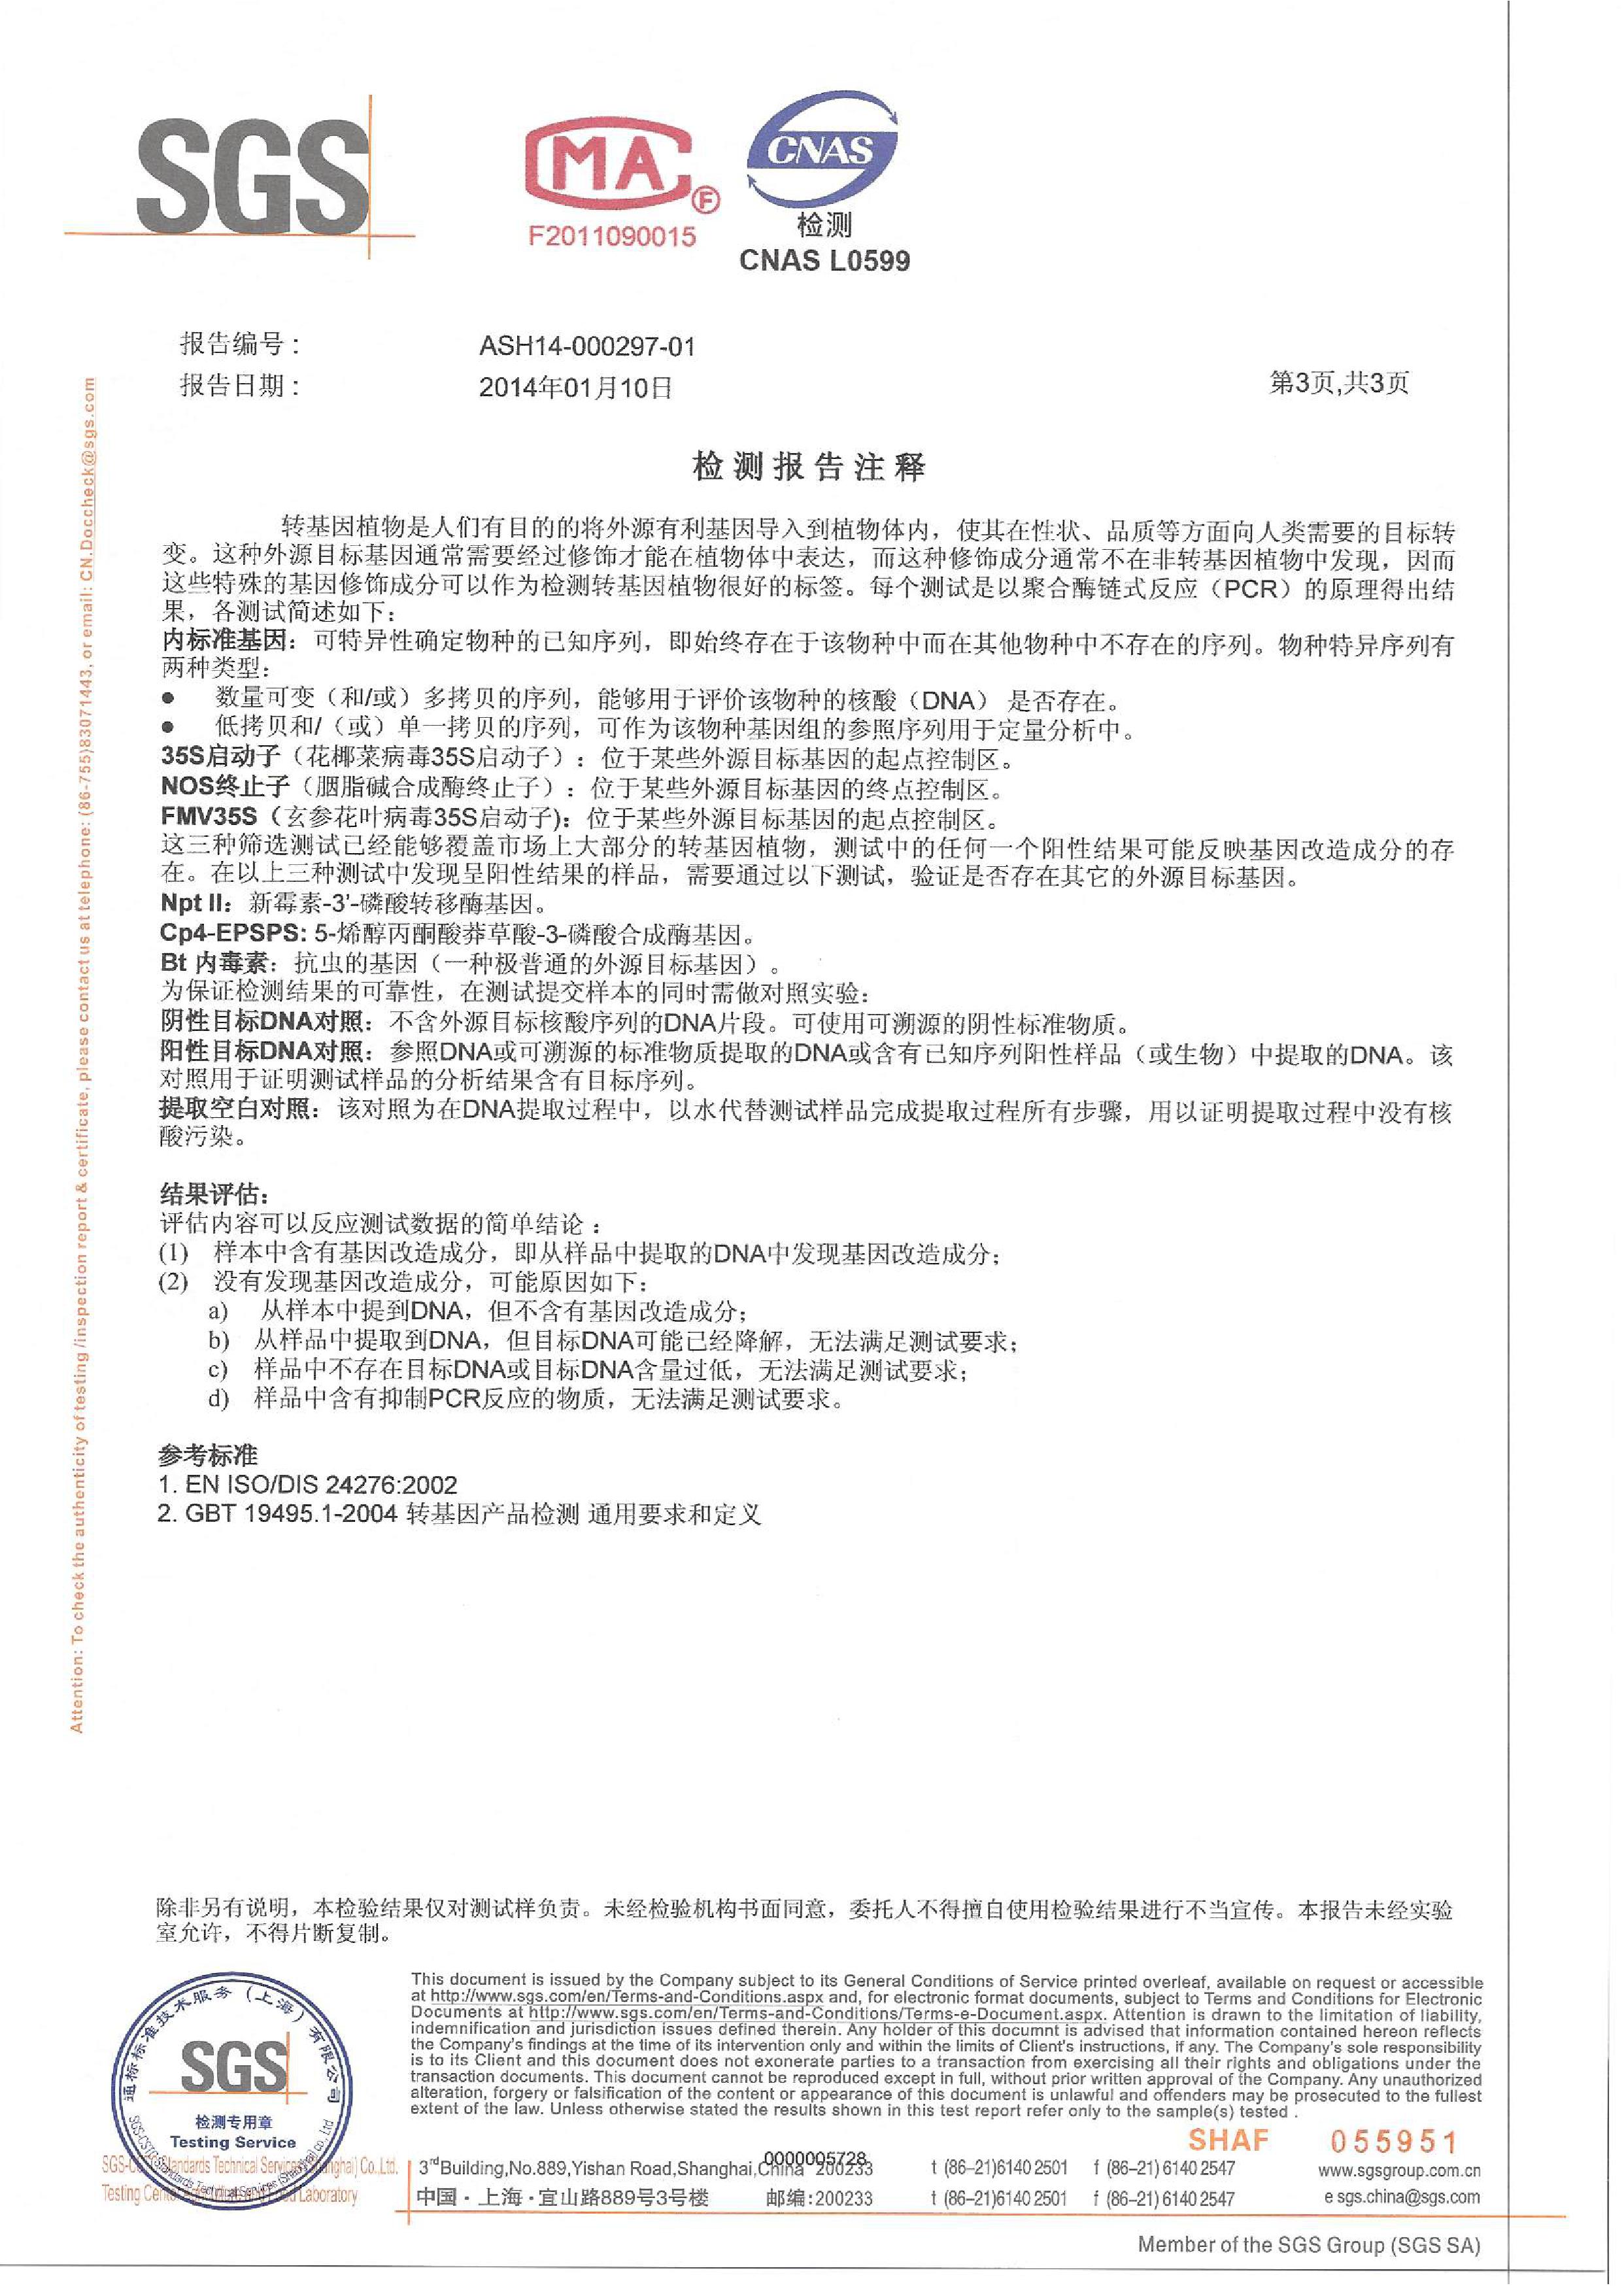 SGS
MA
F
F2011090015
CNAS
检测
CNAS L0599
报告编号：
ASH14-000297-01
报告日期：
2014年01月10日
第3页,共3页
检测报告注释
转基因植物是人们有目的的将外源有利基因导入到植物体内，使其在性状、品质等方面向人类需要的目标转
变。这种外源目标基因通常需要经过修饰才能在植物体中表达，而这种修饰成分通常不在非转基因植物中发现，因而
这些特殊的基因修饰成分可以作为检测转基因植物很好的标签。每个测试是以聚合酶链式反应（PCR）的原理得出结
果，各测试简述如下：
内标准基因：可特异性确定物种的已知序列，即始终存在于该物种中而在其他物种中不存在的序列。物种特异序列有
两种类型：
● 数量可变（和/或）多拷贝的序列，能够用于评价该物种的核酸（DNA） 是否存在。
● 低拷贝和/（或）单一拷贝的序列，可作为该物种基因组的参照序列用于定量分析中。
35S启动子（花椰菜病毒35S启动子）：位于某些外源目标基因的起点控制区。
NOS终止子（胭脂碱合成酶终止子）：位于某些外源目标基因的终点控制区。
FMV35S（玄参花叶病毒35S启动子)：位于某些外源目标基因的起点控制区。
这三种筛选测试已经能够覆盖市场上大部分的转基因植物，测试中的任何一个阳性结果可能反映基因改造成分的存
在。在以上三种测试中发现呈阳性结果的样品，需要通过以下测试，验证是否存在其它的外源目标基因。
Npt II：新霉素-3'-磷酸转移酶基因。
Cp4-EPSPS: 5-烯醇丙酮酸莽草酸-3-磷酸合成酶基因。
Bt 内毒素：抗虫的基因（一种极普通的外源目标基因）。
为保证检测结果的可靠性，在测试提交样本的同时需做对照实验：
阴性目标DNA对照：不含外源目标核酸序列的DNA片段。可使用可溯源的阴性标准物质。
阳性目标DNA对照：参照DNA或可溯源的标准物质提取的DNA或含有已知序列阳性样品（或生物）中提取的DNA。该
对照用于证明测试样品的分析结果含有目标序列。
提取空白对照：该对照为在DNA提取过程中，以水代替测试样品完成提取过程所有步骤，用以证明提取过程中没有核
酸污染。
结果评估：
评估内容可以反应测试数据的简单结论：
(1) 样本中含有基因改造成分，即从样品中提取的DNA中发现基因改造成分；
(2) 没有发现基因改造成分，可能原因如下：
a) 从样本中提到DNA，但不含有基因改造成分；
b) 从样品中提取到DNA，但目标DNA可能已经降解，无法满足测试要求；
c) 样品中不存在目标DNA或目标DNA含量过低，无法满足测试要求；
d) 样品中含有抑制PCR反应的物质，无法满足测试要求。
参考标准
1. EN ISO/DIS 24276:2002
2. GBT 19495.1-2004 转基因产品检测 通用要求和定义
Attention: To check the authenticity of testing /inspection report & certificate, please contact us at telephone: (86-755)83071443, or email: CN.Doccheck@sgs.com
除非另有说明，本检验结果仅对测试样负责。未经检验机构书面同意，委托人不得擅自使用检验结果进行不当宣传。本报告未经实验
室允许，不得片断复制。
This document is issued by the Company subject to its General Conditions of Service printed overleaf, available on request or accessible
at http://www.sgs.com/en/Terms-and-Conditions.aspx and, for electronic format documents, subject to Terms and Conditions for Electronic
Documents at http://www.sgs.com/en/Terms-and-Conditions/Terms-e-Document.aspx. Attention is drawn to the limitation of liability,
indemnification and jurisdiction issues defined therein. Any holder of this documnt is advised that information contained hereon reflects
the Company's findings at the time of its intervention only and within the limits of Client's instructions, if any. The Company's sole responsibility
is to its Client and this document does not exonerate parties to a transaction from exercising all their rights and obligations under the
transaction documents. This document cannot be reproduced except in full, without prior written approval of the Company. Any unauthorized
alteration, forgery or falsification of the content or appearance of this document is unlawful and offenders may be prosecuted to the fullest
extent of the law. Unless otherwise stated the results shown in this test report refer only to the sample(s) tested .
通标标准技术服务（上海）有限公司
SGS
检测专用章
Testing Service
SHAF 055951
Standards Technical Services Co.,Ltd.
Testing Laboratory
0000005728
3rdBuilding,No.889,Yishan Road,Shanghai,China 200233 t (86–21)61402501 f (86–21)61402547 www.sgsgroup.com.cn
中国·上海·宜山路889号3号楼 邮编:200233 t (86–21)61402501 f (86–21)61402547 e sgs.china@sgs.com
Member of the SGS Group (SGS SA)